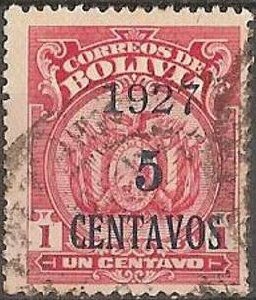 CORREOS DE
BOLIVIA
1927
5
1 CENTAVOS
UN CENTAVO